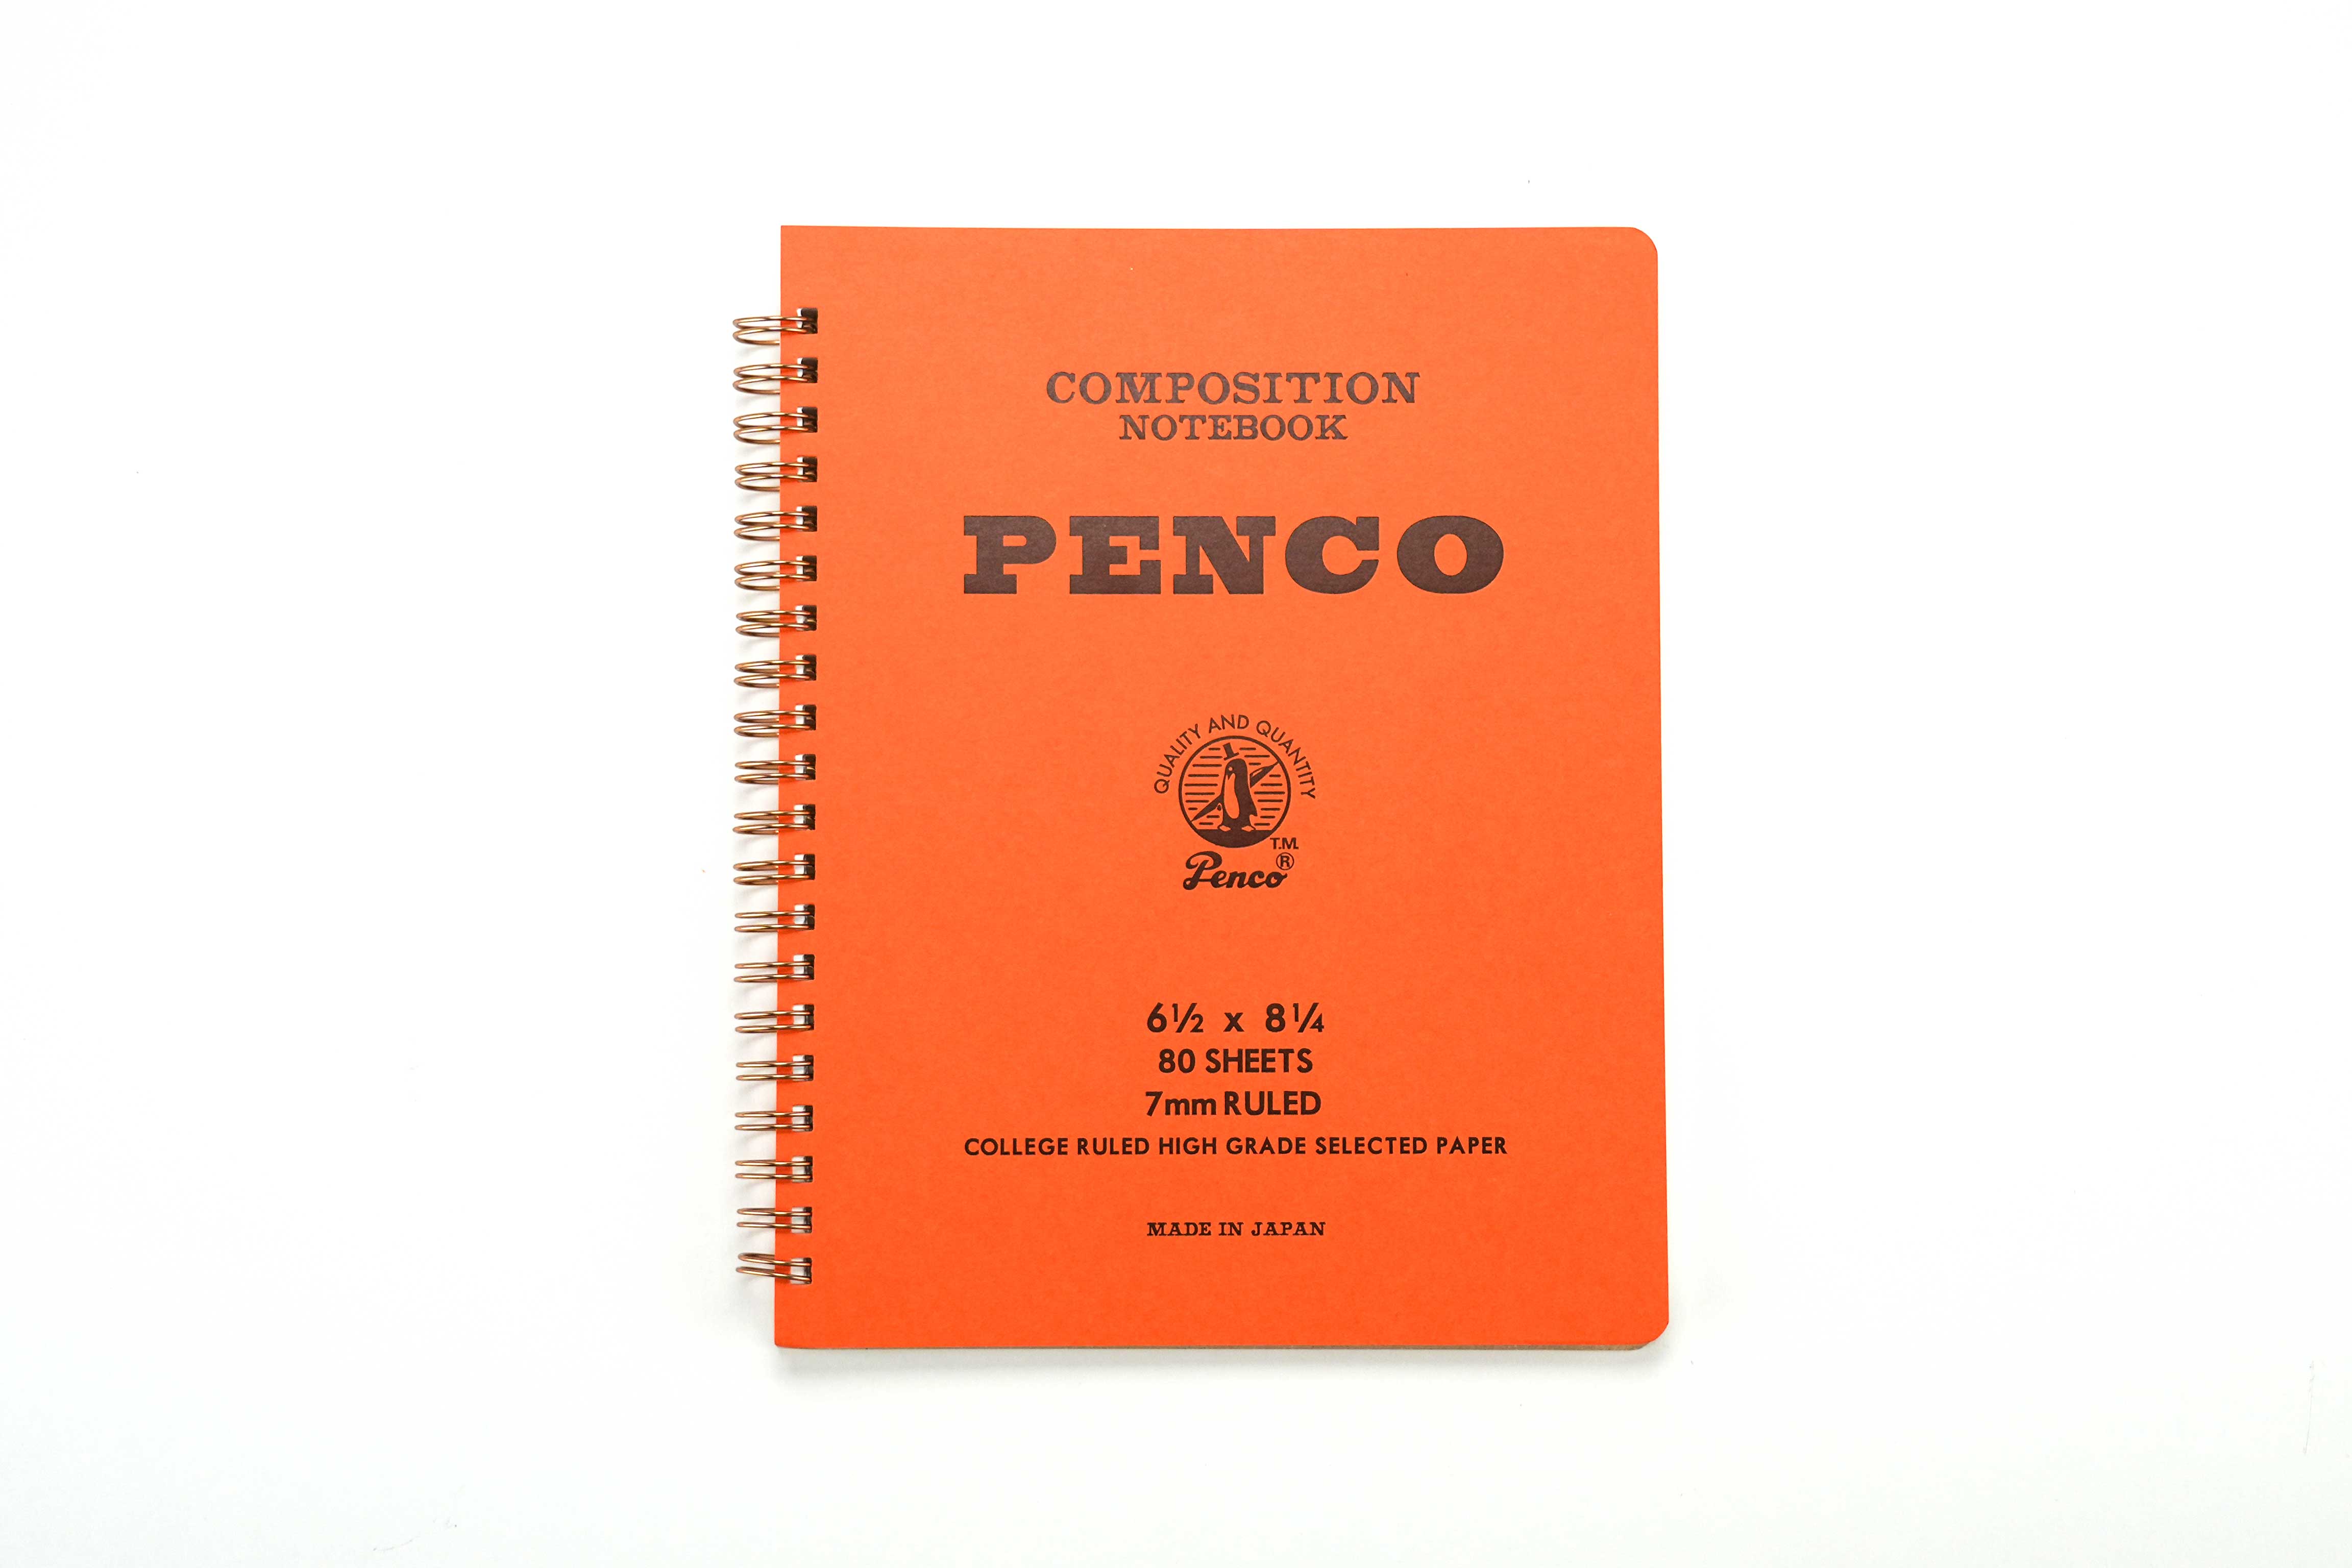 COMPOSITION
NOTEBOOK
PENCO
QUALITY AND QUANTITY
T.M.
Penco ®
6½ x 8¼
80 SHEETS
7mm RULED
COLLEGE RULED HIGH GRADE SELECTED PAPER
MADE IN JAPAN